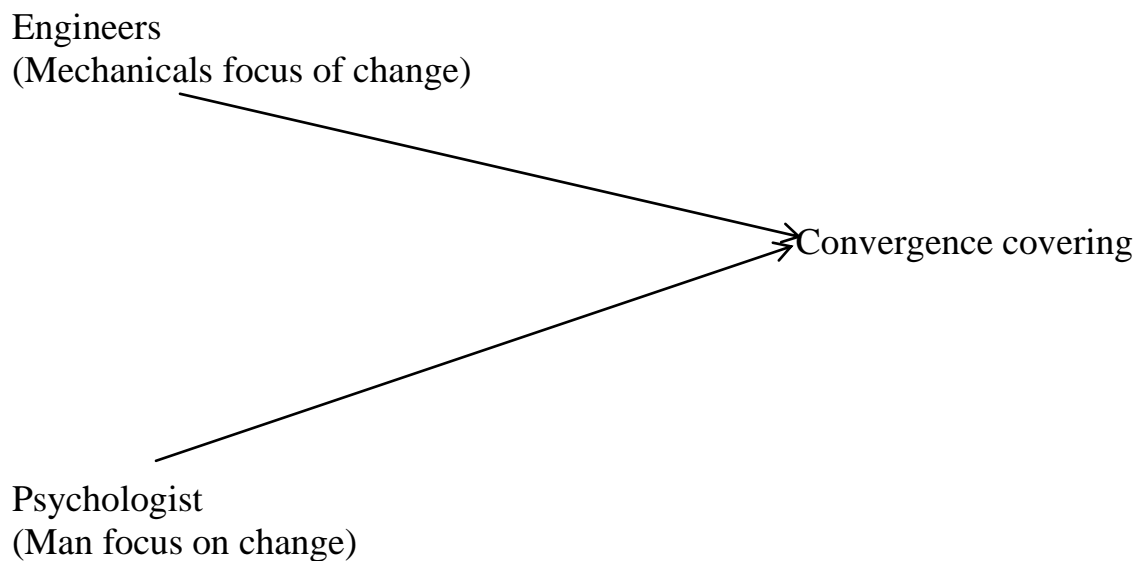 Engineers
(Mechanicals focus of change)
Convergence covering
Psychologist
(Man focus on change)